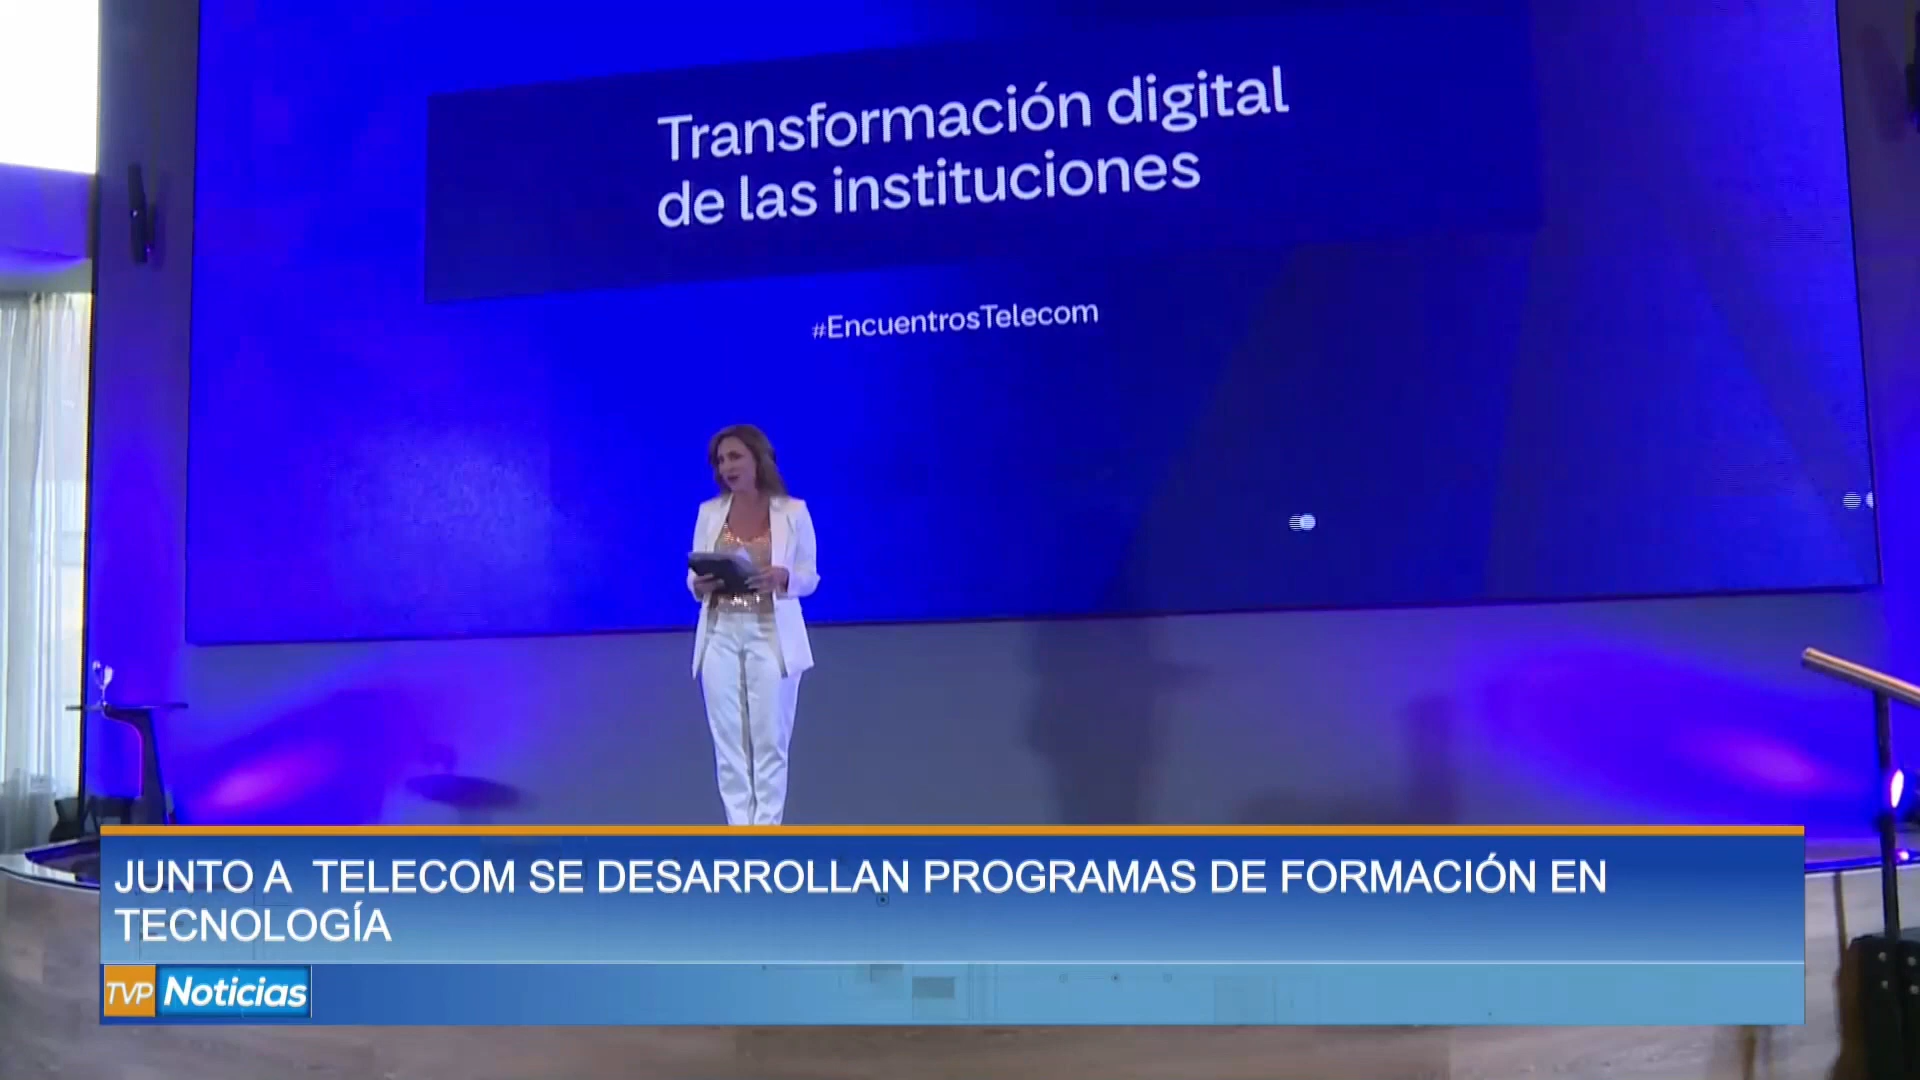 Transformación digital
de las instituciones
#EncuentrosTelecom
JUNTO A TELECOM SE DESARROLLAN PROGRAMAS DE FORMACIÓN EN
TECNOLOGÍA
TVP Noticias